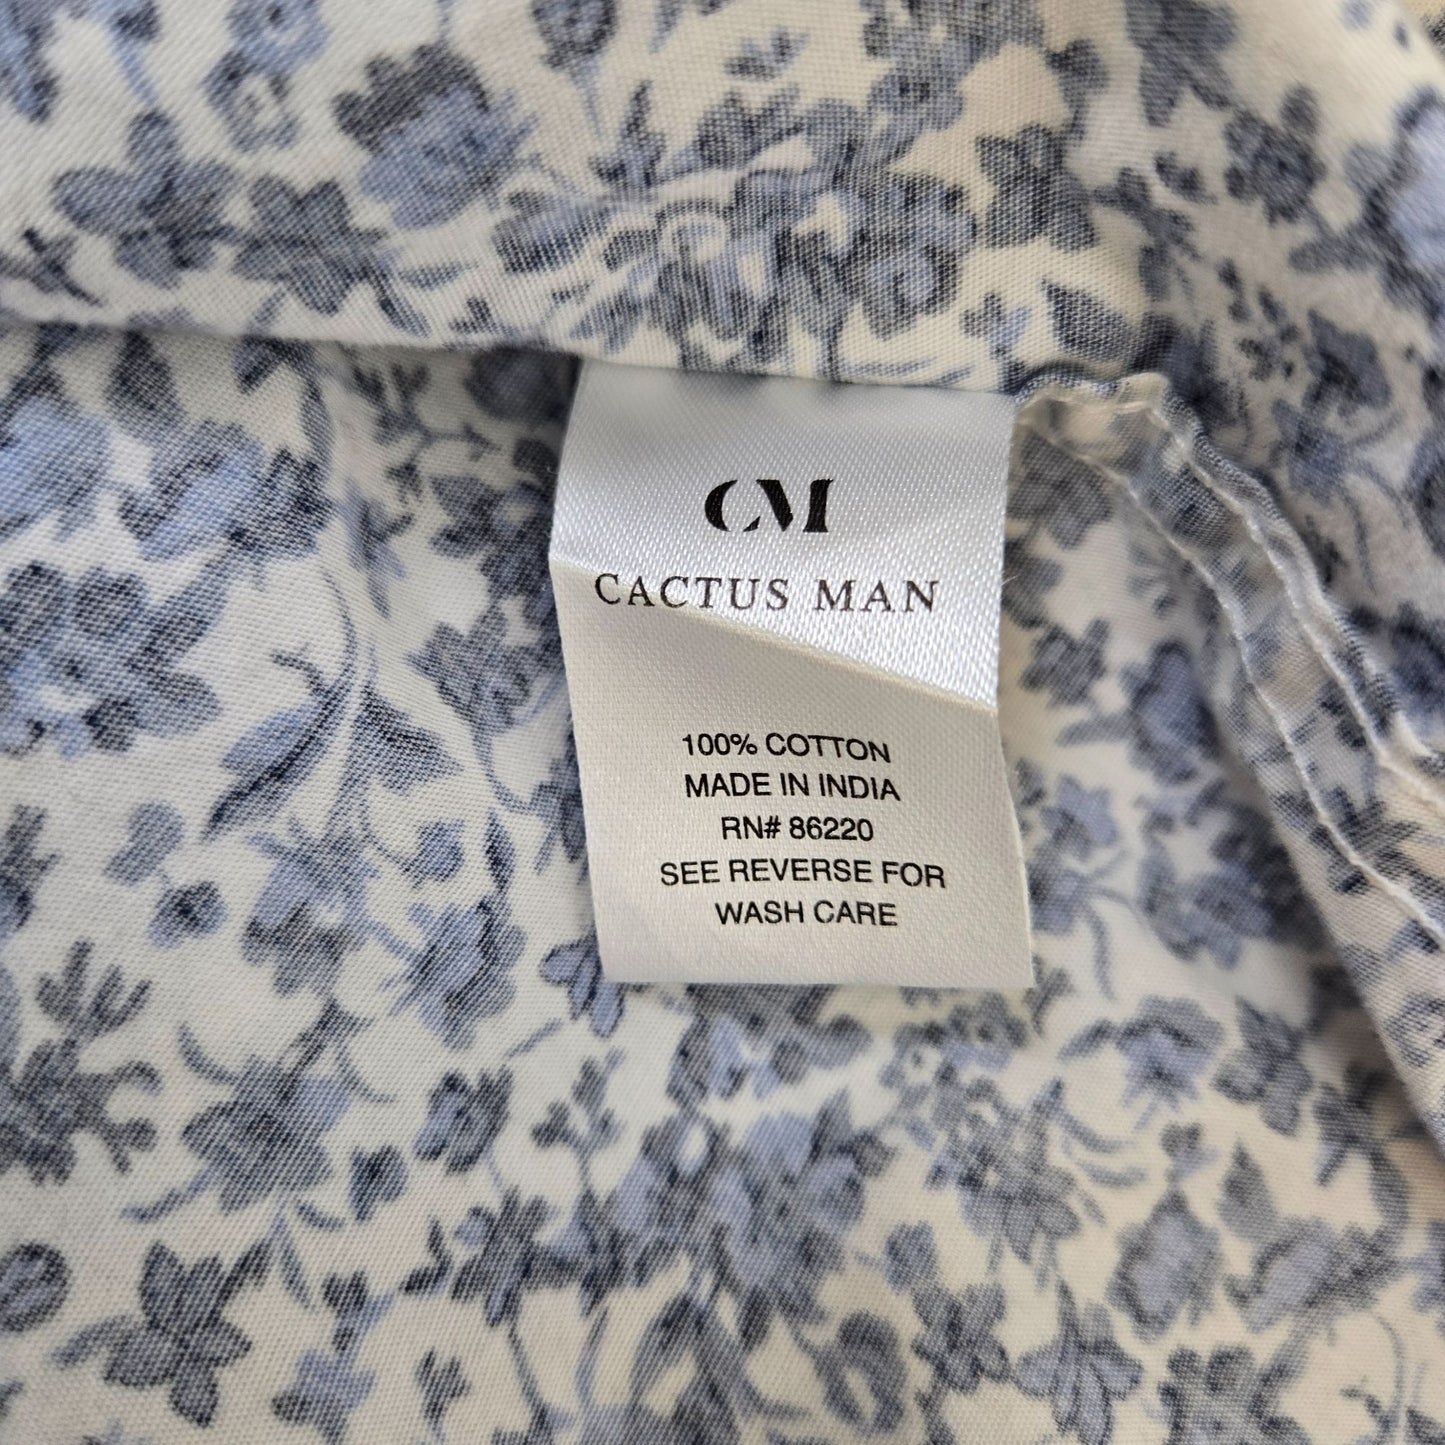 CM
CACTUS MAN
100% COTTON
MADE IN INDIA
RN# 86220
SEE REVERSE FOR
WASH CARE